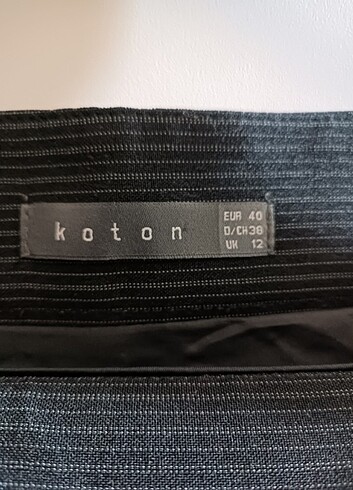 koton
EUR 40
D/CH 38
UK 12